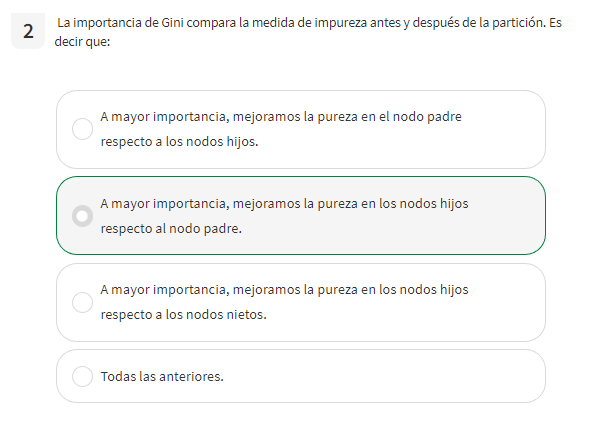 2
La importancia de Gini compara la medida de impureza antes y después de la partición. Es
decir que:
A mayor importancia, mejoramos la pureza en el nodo padre
respecto a los nodos hijos.
A mayor importancia, mejoramos la pureza en los nodos hijos
respecto al nodo padre.
A mayor importancia, mejoramos la pureza en los nodos hijos
respecto a los nodos nietos.
Todas las anteriores.